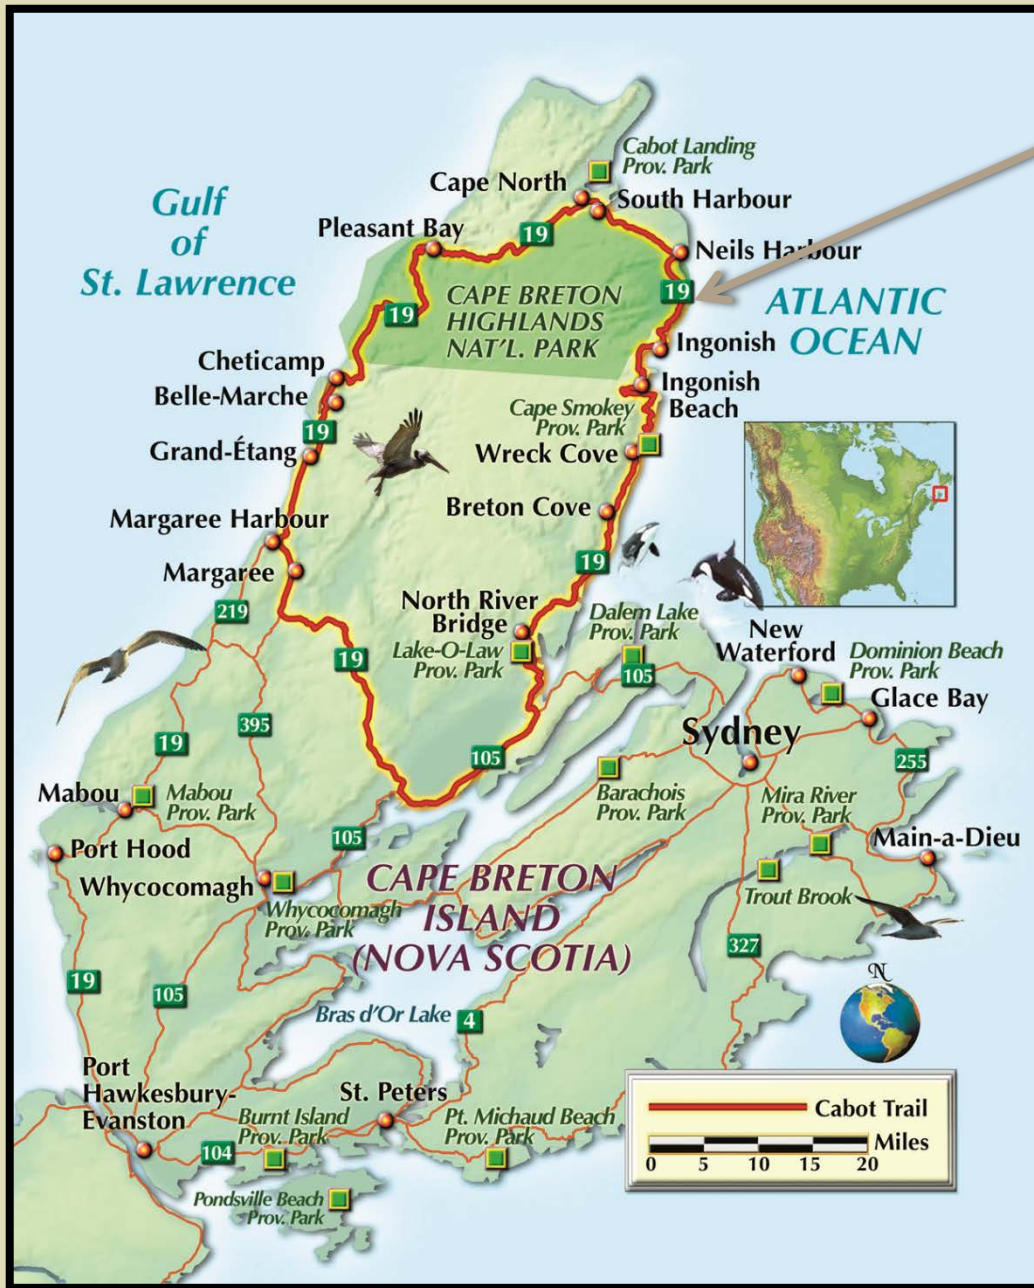 Cabot Landing
Prov. Park
Cape North
South Harbour
Gulf
of
St. Lawrence
Pleasant Bay
19
Neils Harbour
19
19
CAPE BRETON
HIGHLANDS
NAT'L. PARK
ATLANTIC
OCEAN
Ingonish
Cheticamp
Belle-Marche
Ingonish
Beach
Cape Smokey
Prov. Park
19
Grand-Étang
Wreck Cove
Breton Cove
Margaree Harbour
19
Margaree
219
North River
Bridge
Lake-O-Law
Prov. Park
Dalem Lake
Prov. Park
105
New
Waterford
Dominion Beach
Prov. Park
Glace Bay
19
395
19
105
Sydney
255
Mabou
Mabou
Prov. Park
Barachois
Prov. Park
Mira River
Prov. Park
105
Port Hood
Main-a-Dieu
Whycocomagh
Whycocomagh
Prov. Park
CAPE BRETON
ISLAND
(NOVA SCOTIA)
Trout Brook
327
19
105
Bras d'Or Lake
4
N
Port
Hawkesbury-
Evanston
St. Peters
Burnt Island
Prov. Park
Pt. Michaud Beach
Prov. Park
104
Pondsville Beach
Prov. Park
Cabot Trail
Miles
0 5 10 15 20